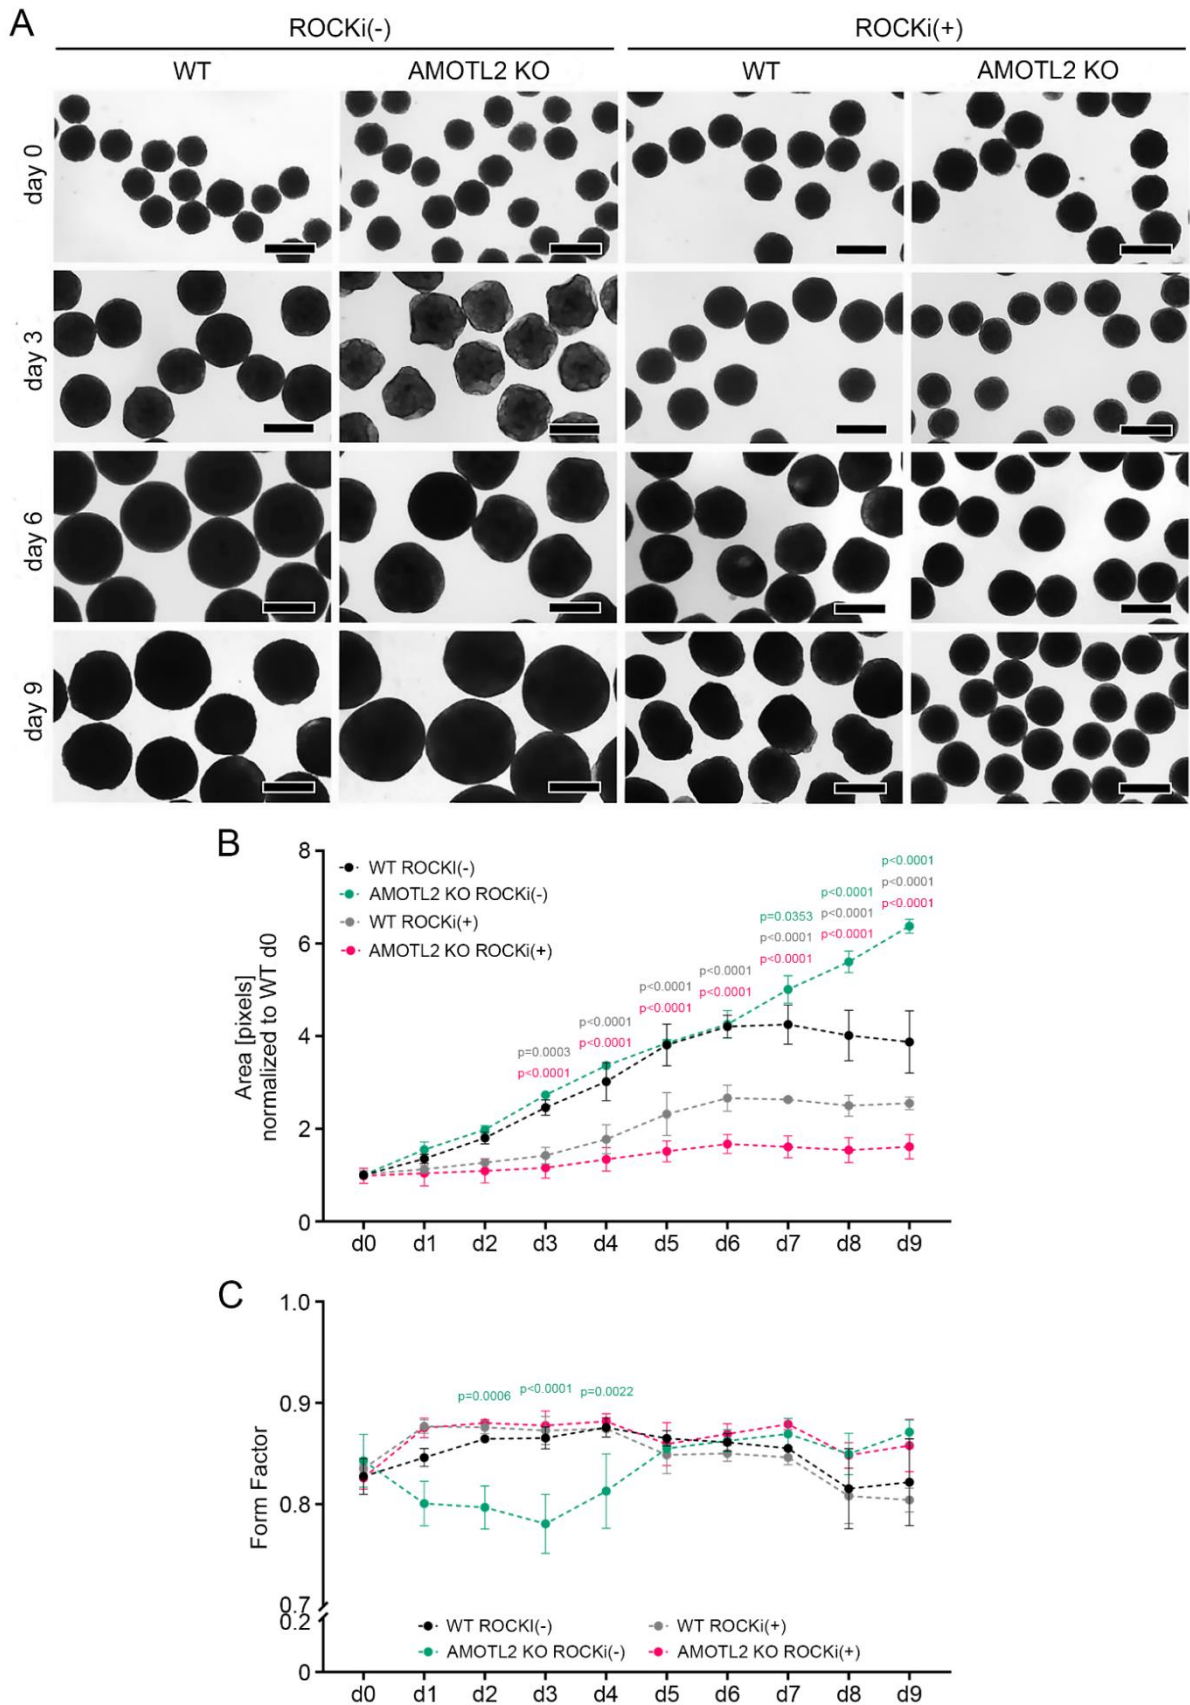 A
ROCKi(-)
ROCKi(+)
WT
AMOTL2 KO
WT
AMOTL2 KO
day 0
day 3
day 6
day 9
B
Area [pixels]
normalized to WT d0
8
6
4
2
0
WT ROCKI(-)
AMOTL2 KO ROCKi(-)
WT ROCKi(+)
AMOTL2 KO ROCKi(+)
p=0.0003
p<0.0001
p<0.0001
p<0.0001
p<0.0001
p<0.0001
p<0.0001
p<0.0001
p=0.0353
p<0.0001
p<0.0001
p<0.0001
p<0.0001
p<0.0001
p<0.0001
p<0.0001
p<0.0001
d0 d1 d2 d3 d4 d5 d6 d7 d8 d9
C
Form Factor
1.0
0.9
0.8
0.7
0.2
0
p=0.0006
p<0.0001
p=0.0022
WT ROCKI(-)
WT ROCKi(+)
AMOTL2 KO ROCKi(-)
AMOTL2 KO ROCKi(+)
d0 d1 d2 d3 d4 d5 d6 d7 d8 d9